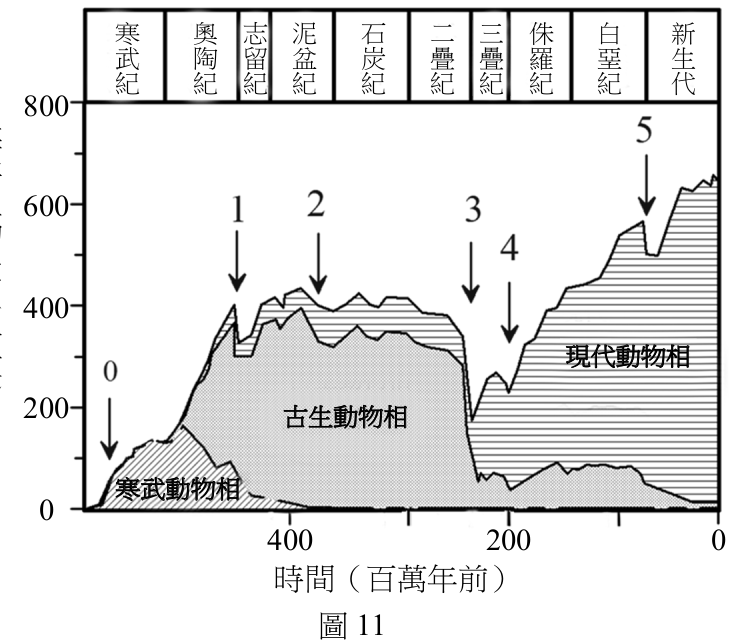 寒武紀 奧陶紀 志留紀 泥盆紀 石炭紀 二疊紀 三疊紀 侏羅紀 白堊紀 新生代
800
600
400
200
0
0
1
2
3
4
5
現代動物相
古生動物相
寒武動物相
400 200 0
時間（百萬年前）
圖 11